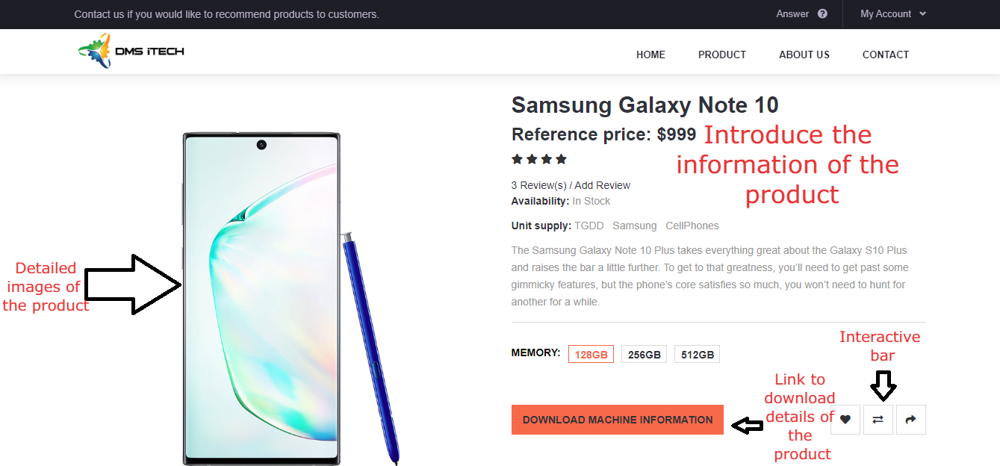 Contact us if you would like to recommend products to customers.
Answer ?
My Account
DMS iTECH
HOME PRODUCT ABOUT US CONTACT
Samsung Galaxy Note 10
Reference price: $999
Introduce the
information of the
product
3 Review(s) / Add Review
Availability: In Stock
Unit supply: TGDD Samsung CellPhones
The Samsung Galaxy Note 10 Plus takes everything great about the Galaxy S10 Plus
and raises the bar a little further. To get to that greatness, you'll need to get past some
gimmicky features, but the phone's core satisfies so much, you won't need to hunt for
another for a while.
Detailed
images of
the product
MEMORY: 128GB 256GB 512GB
Interactive
bar
DOWNLOAD MACHINE INFORMATION
Link to
download
details of
the
product